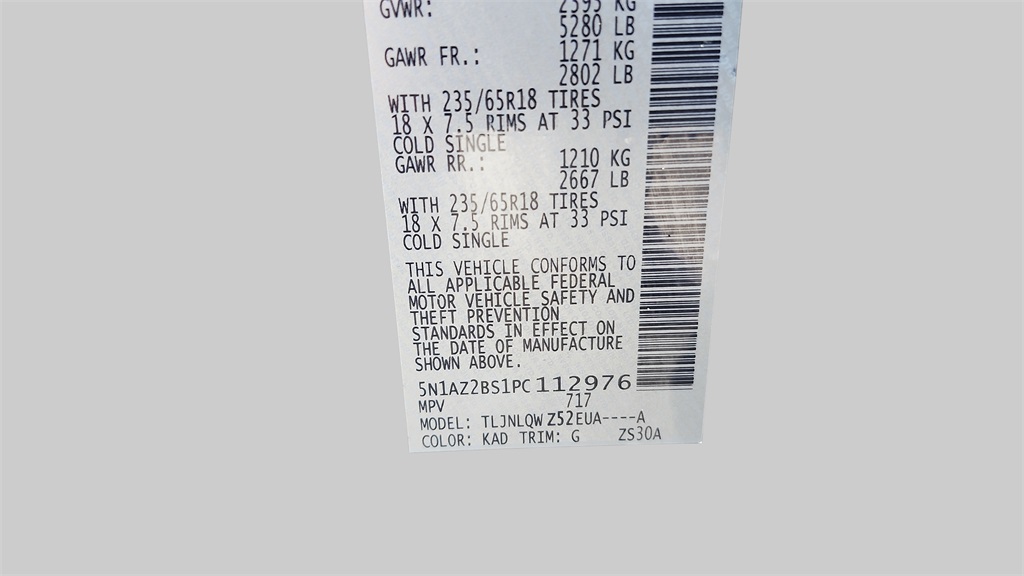 GVWR: 2395 KG
5280 LB
GAWR FR.: 1271 KG
2802 LB
WITH 235/65R18 TIRES
18 X 7.5 RIMS AT 33 PSI
COLD SINGLE
GAWR RR.: 1210 KG
2667 LB
WITH 235/65R18 TIRES
18 X 7.5 RIMS AT 33 PSI
COLD SINGLE
THIS VEHICLE CONFORMS TO
ALL APPLICABLE FEDERAL
MOTOR VEHICLE SAFETY AND
THEFT PREVENTION
STANDARDS IN EFFECT ON
THE DATE OF MANUFACTURE
SHOWN ABOVE.
5N1AZ2BS1PC112976
MPV 717
MODEL: TLJNLQWZ52EUA----A
COLOR: KAD TRIM: G ZS30A